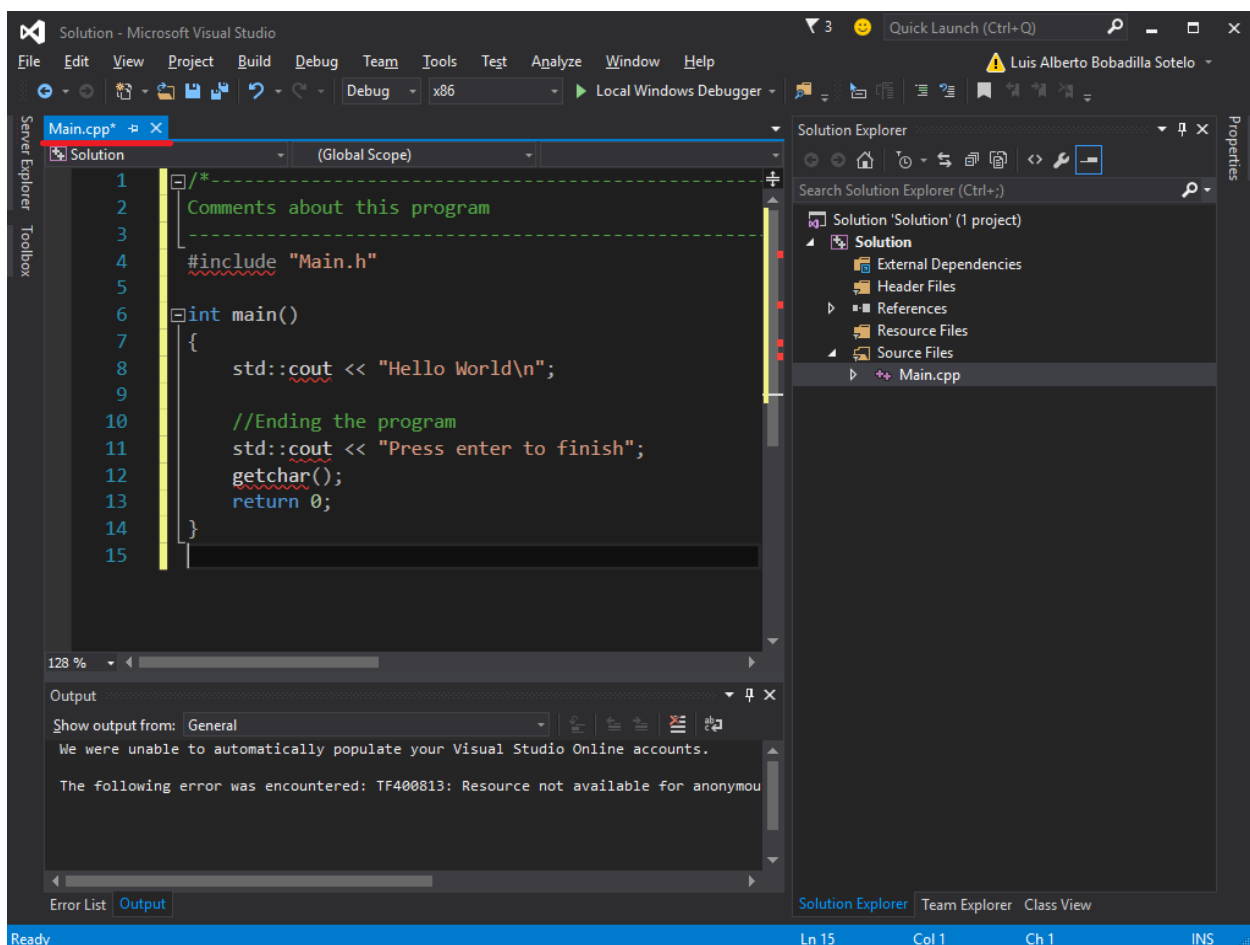 Solution - Microsoft Visual Studio
3
Quick Launch (Ctrl+Q)
File Edit View Project Build Debug Team Tools Test Analyze Window Help
Luis Alberto Bobadilla Sotelo
Debug x86 Local Windows Debugger
Server Explorer
Toolbox
Main.cpp*
Solution (Global Scope)
1 /*--------------------------------------------------
2 Comments about this program
3 --------------------------------------------------
4 #include "Main.h"
5
6 int main()
7 {
8 std::cout << "Hello World\n";
9
10 //Ending the program
11 std::cout << "Press enter to finish";
12 getchar();
13 return 0;
14 }
15
128 %
Output
Show output from: General
We were unable to automatically populate your Visual Studio Online accounts.
The following error was encountered: TF400813: Resource not available for anonymou
Error List Output
Solution Explorer
Search Solution Explorer (Ctrl+;)
Solution 'Solution' (1 project)
Solution
External Dependencies
Header Files
References
Resource Files
Source Files
Main.cpp
Solution Explorer Team Explorer Class View
Properties
Ready Ln 15 Col 1 Ch 1 INS